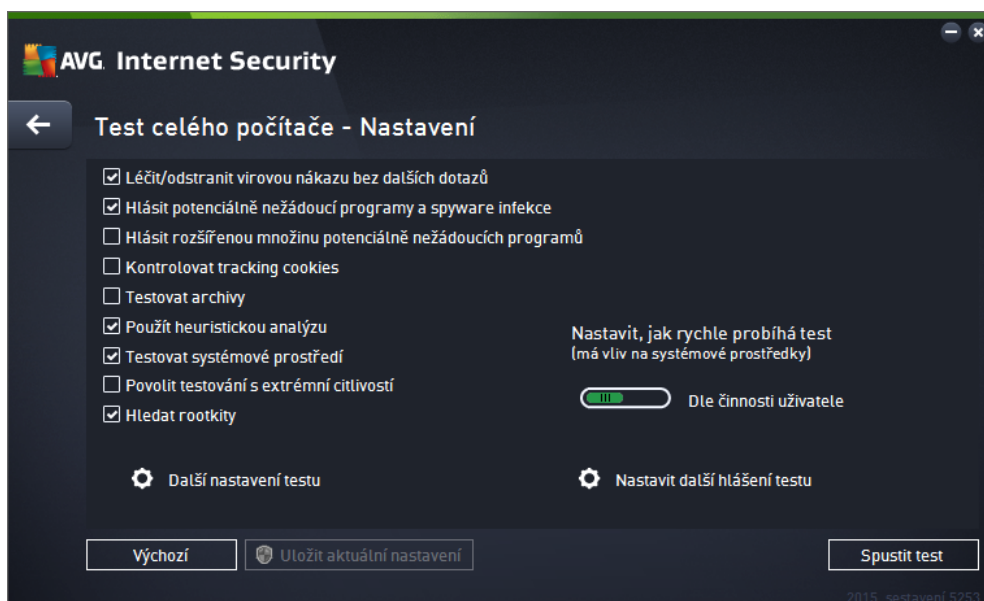 AVG. Internet Security
Test celého počítače - Nastavení
Léčit/odstranit virovou nákazu bez dalších dotazů
Hlásit potenciálně nežádoucí programy a spyware infekce
Hlásit rozšířenou množinu potenciálně nežádoucích programů
Kontrolovat tracking cookies
Testovat archivy
Použít heuristickou analýzu
Testovat systémové prostředí
Povolit testování s extrémní citlivostí
Hledat rootkity
Nastavit, jak rychle probíhá test
(má vliv na systémové prostředky)
Dle činnosti uživatele
Další nastavení testu
Nastavit další hlášení testu
Výchozí
Uložit aktuální nastavení
Spustit test
2015, sestavení 5253